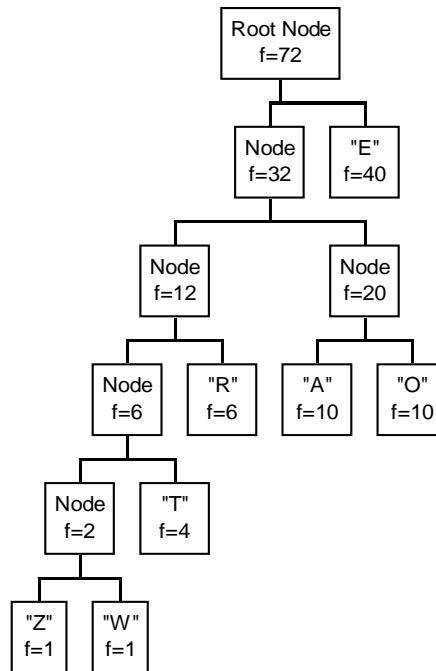 Root Node
f=72
Node
f=32
"E"
f=40
Node
f=12
Node
f=20
Node
f=6
"R"
f=6
"A"
f=10
"O"
f=10
Node
f=2
"T"
f=4
"Z"
f=1
"W"
f=1